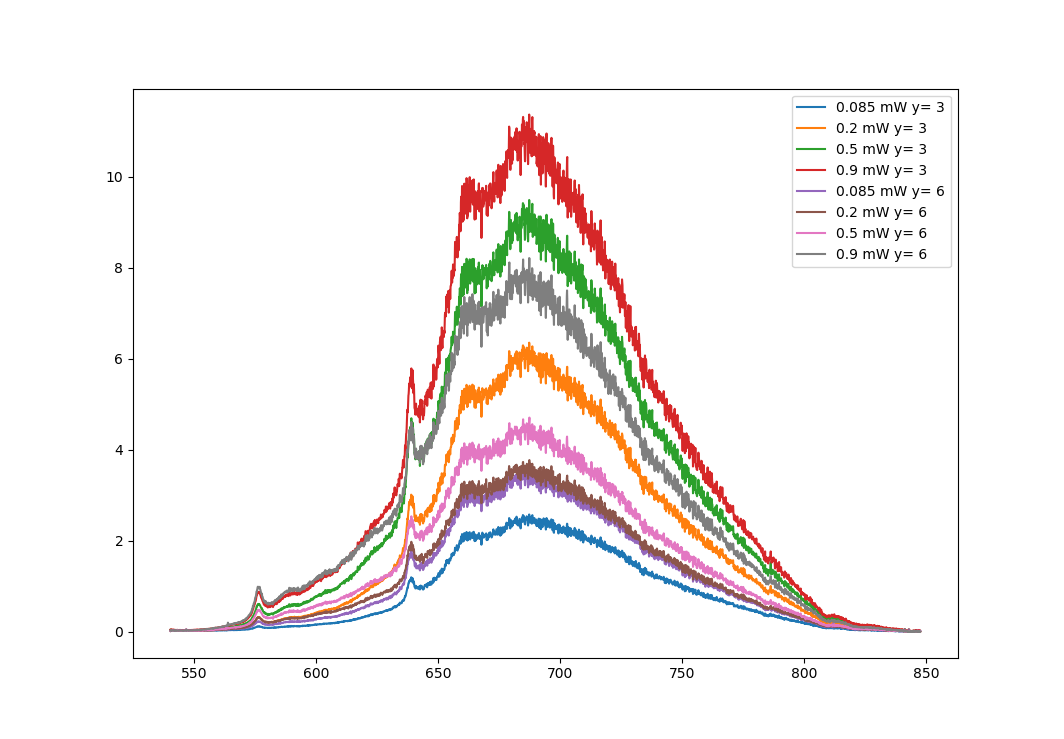 0.085 mW y= 3
0.2 mW y= 3
0.5 mW y= 3
0.9 mW y= 3
0.085 mW y= 6
0.2 mW y= 6
0.5 mW y= 6
0.9 mW y= 6
10
8
6
4
2
0
550 600 650 700 750 800 850